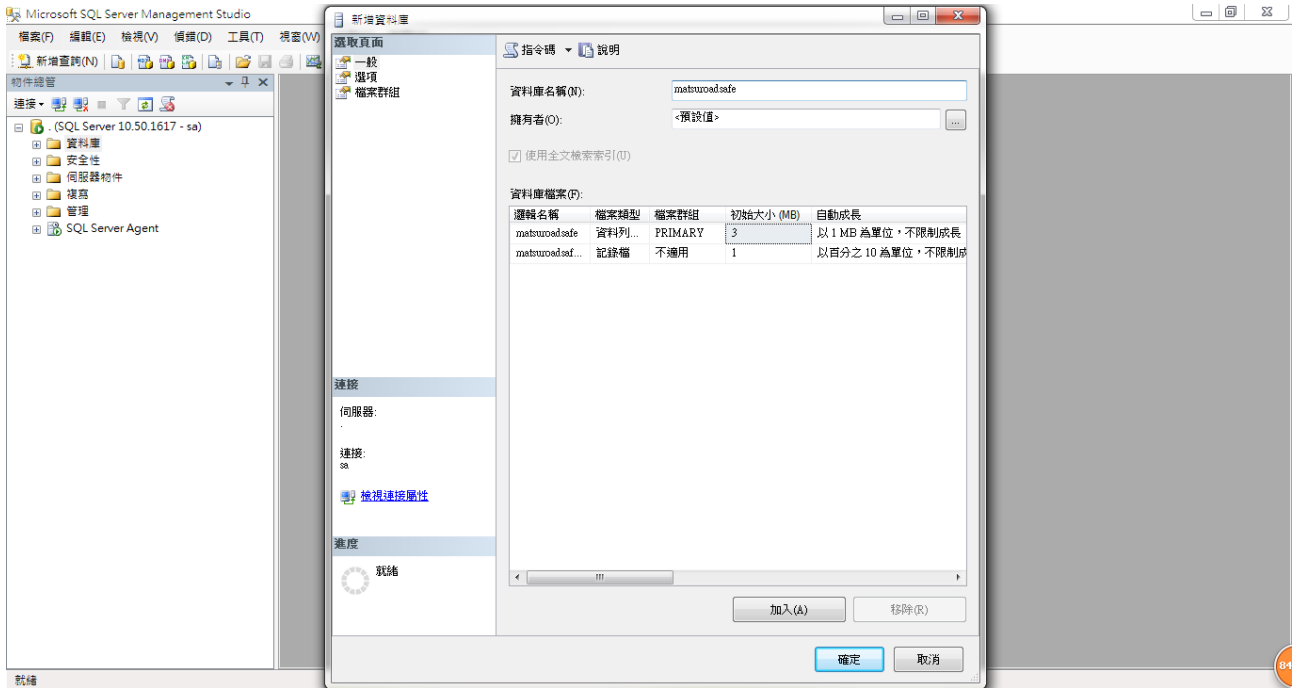 Microsoft SQL Server Management Studio
檔案(F) 編輯(E) 檢視(V) 偵錯(D) 工具(T) 視窗(W)
新增查詢(N)
物件總管
連接
. (SQL Server 10.50.1617 - sa)
資料庫
安全性
伺服器物件
複寫
管理
SQL Server Agent
就緒
新增資料庫
選取頁面
一般
選項
檔案群組
連接
伺服器:
.
連接:
sa
檢視連接屬性
進度
就緒
指令碼 說明
資料庫名稱(N): matsuroadsafe
擁有者(O): <預設值> ...
使用全文檢索索引(U)
資料庫檔案(F):
邏輯名稱 檔案類型 檔案群組 初始大小 (MB) 自動成長
matsuroadsafe 資料列... PRIMARY 3 以 1 MB 為單位，不限制成長
matsuroadsaf... 記錄檔 不適用 1 以百分之 10 為單位，不限制成
加入(A) 移除(R)
確定 取消
84